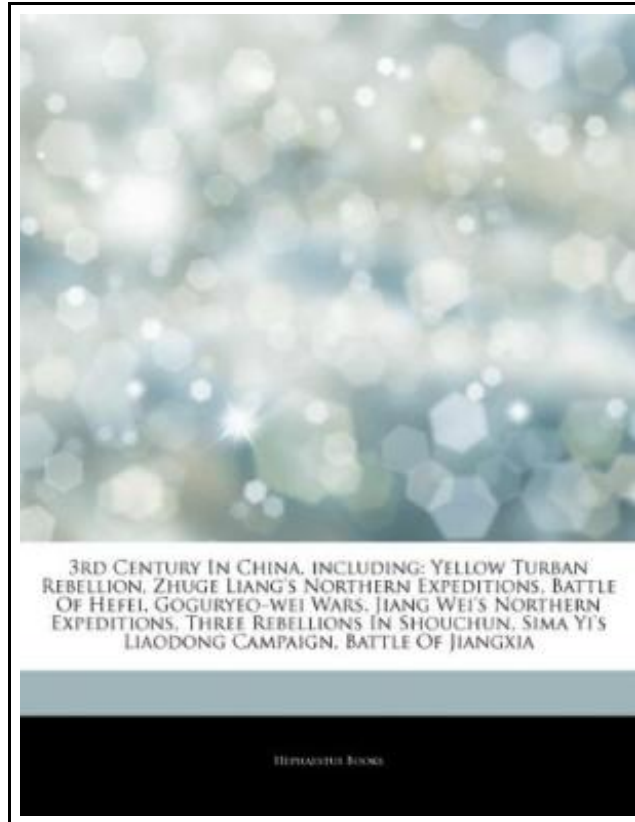 3rd Century In China, including: Yellow Turban
Rebellion, Zhuge Liang's Northern Expeditions, Battle
Of Hefei, Goguryeo-wei Wars, Jiang Wei's Northern
Expeditions, Three Rebellions In Shouchun, Sima Yi's
Liaodong Campaign, Battle Of Jiangxia
Hephaestus Books